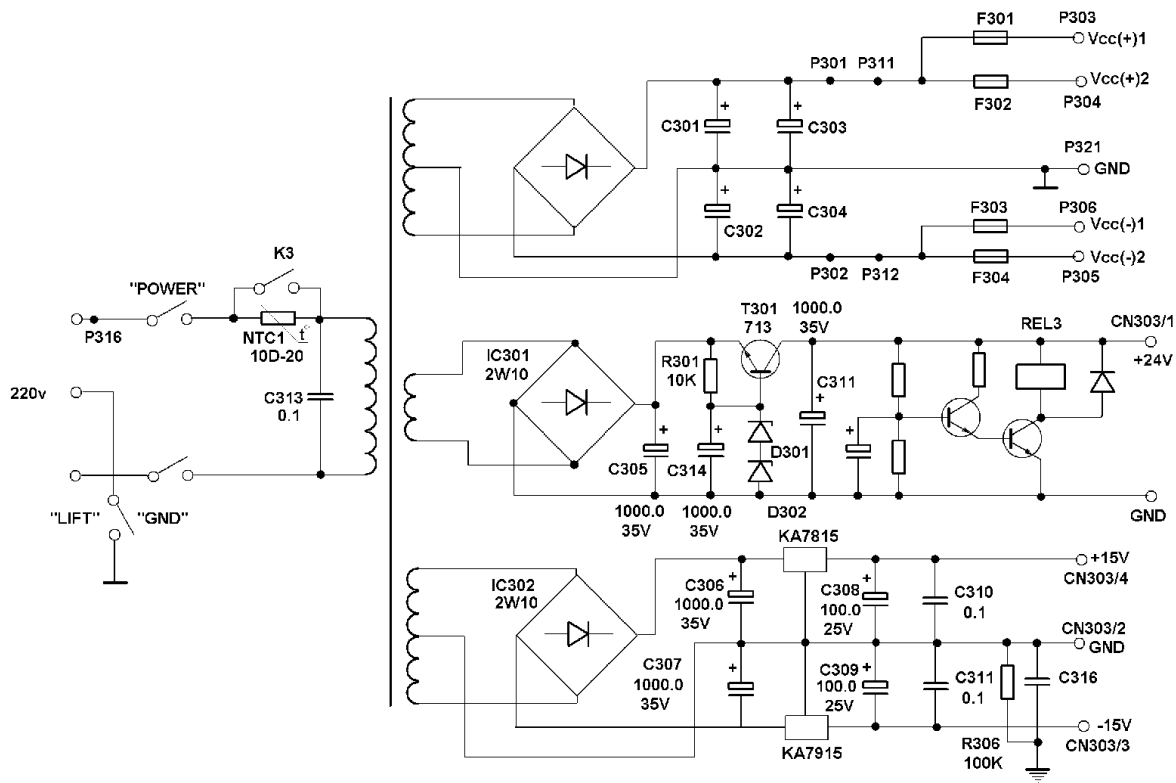 F301
P303
Vcc(+)1
P301
P311
Vcc(+)2
F302
P304
+
C301
+
C303
P321
GND
+
C302
+
C304
F303
P306
Vcc(-)1
P302
P312
F304
Vcc(-)2
P305
K3
"POWER"
P316
NTC1
t°
10D-20
220v
C313
0.1
"LIFT"
"GND"
IC301
2W10
T301
713
1000.0
35V
REL3
CN303/1
+24V
R301
10K
C311
+
+
C305
+
C314
D301
+
D302
1000.0
35V
1000.0
35V
GND
KA7815
+15V
CN303/4
IC302
2W10
C306
1000.0
35V
+
C308
100.0
25V
+
C310
0.1
CN303/2
GND
C307
1000.0
35V
+
C309
100.0
25V
+
C311
0.1
C316
KA7915
R306
100K
-15V
CN303/3